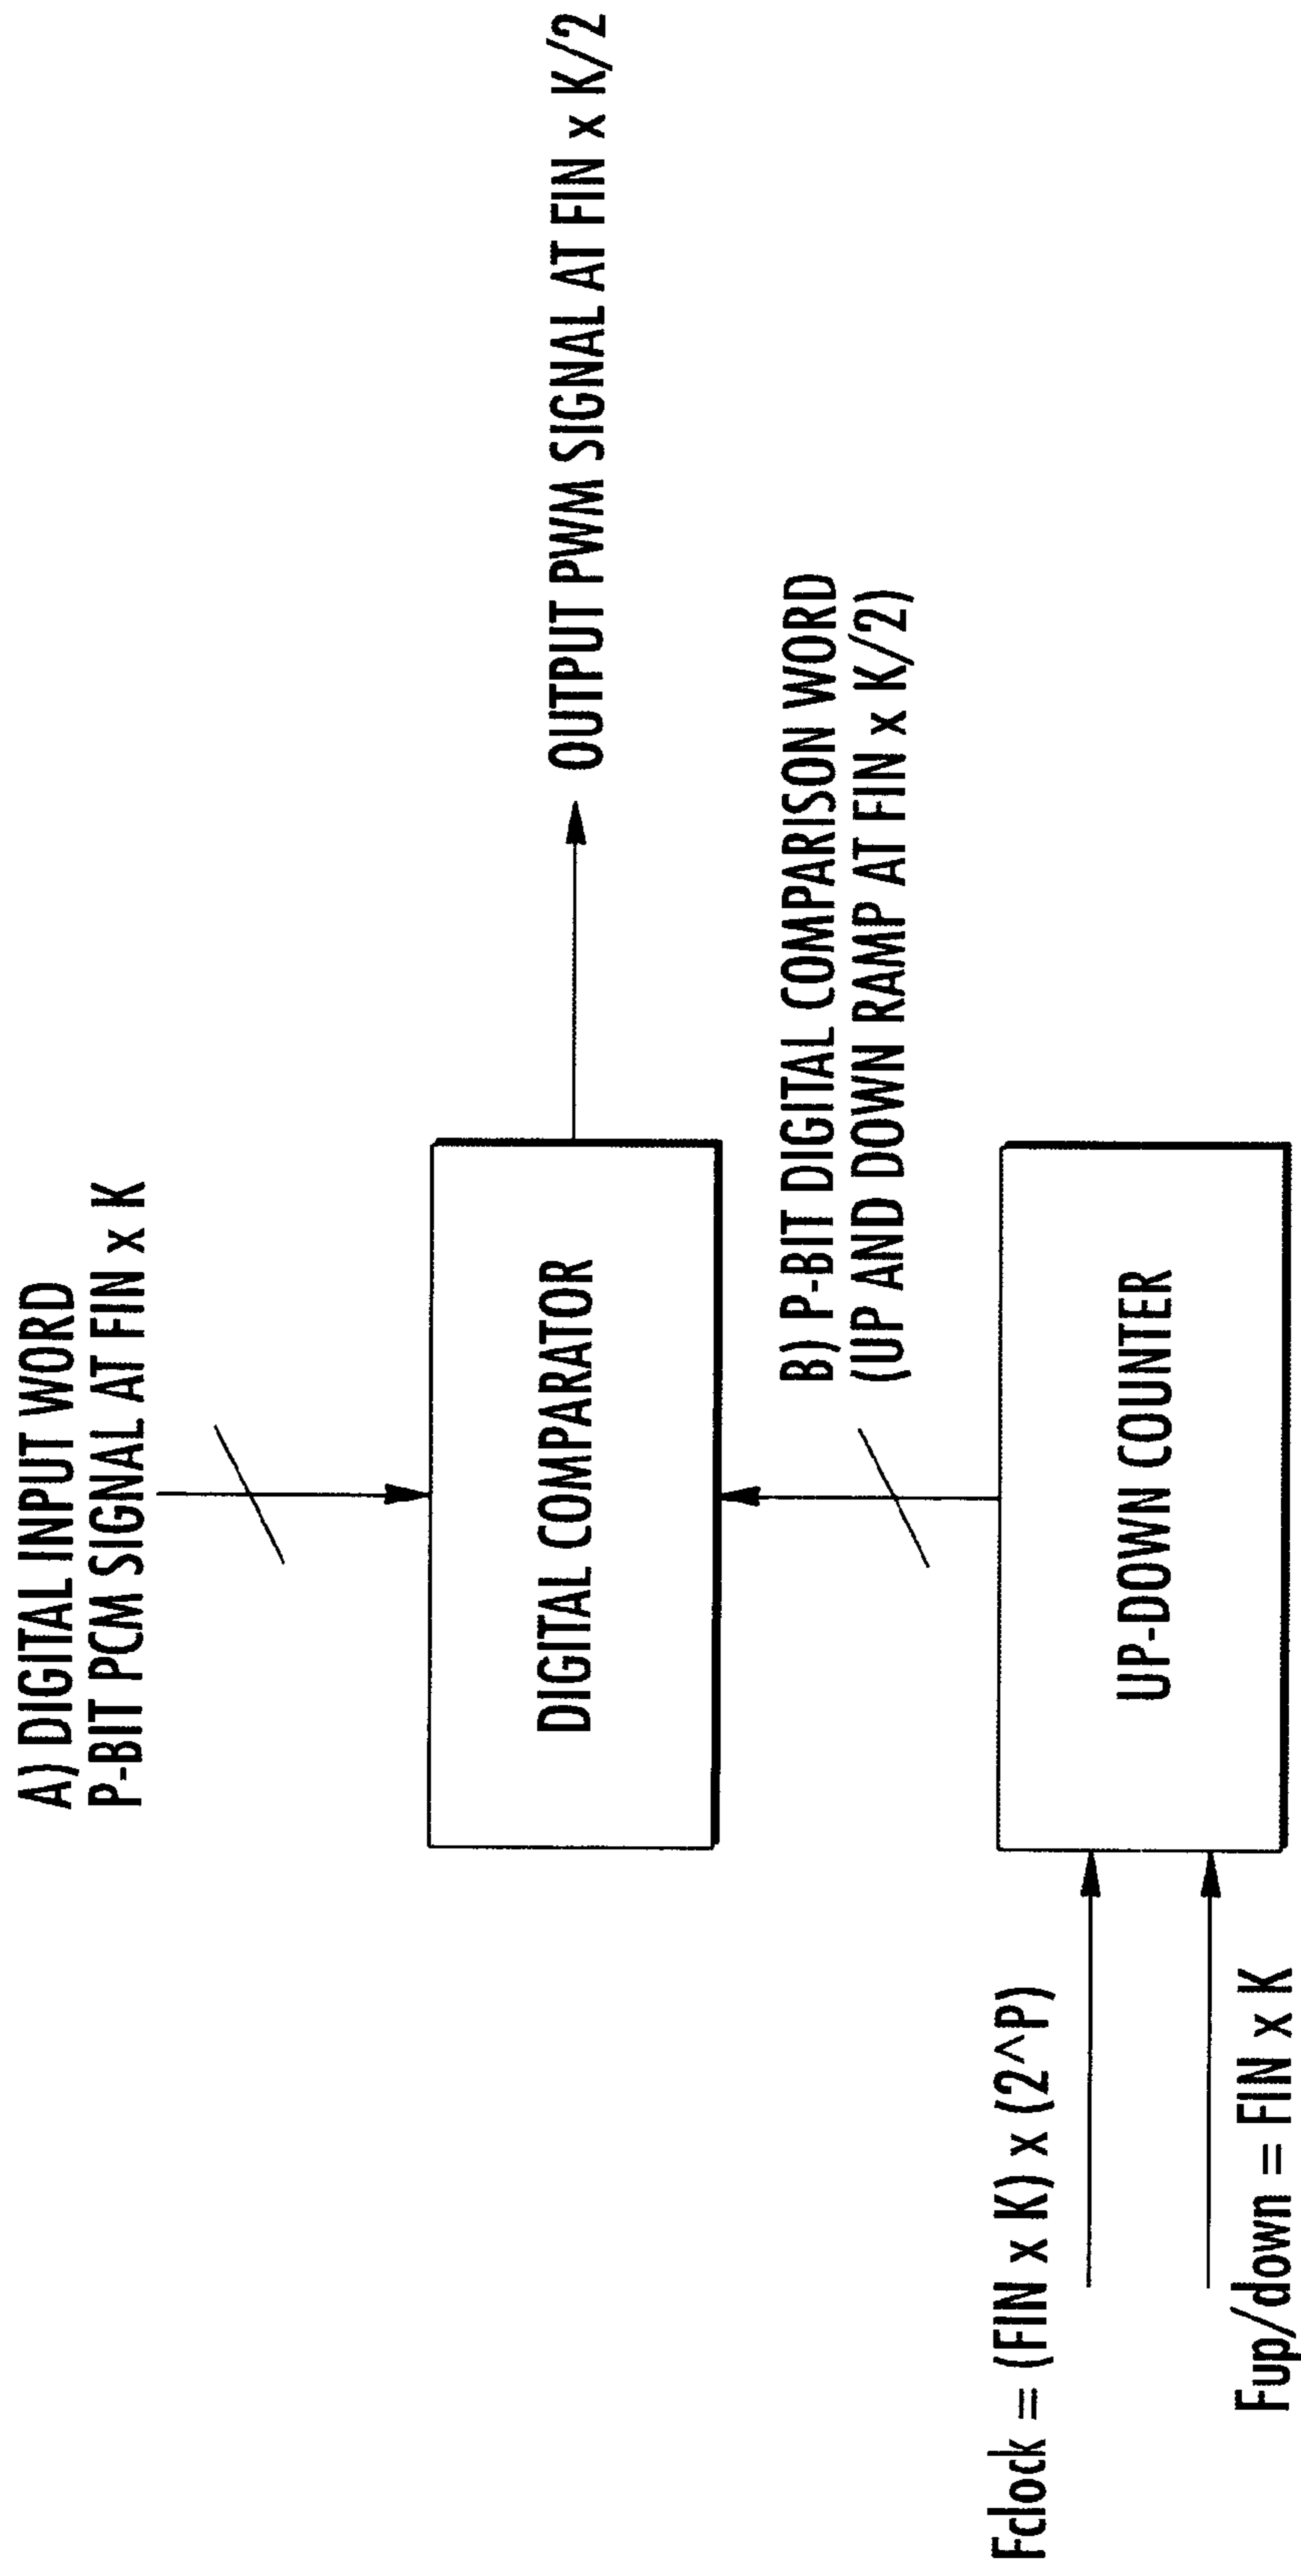 A) DIGITAL INPUT WORD
P-BIT PCM SIGNAL AT FIN x K
DIGITAL COMPARATOR
OUTPUT PWM SIGNAL AT FIN x K/2
B) P-BIT DIGITAL COMPARISON WORD
(UP AND DOWN RAMP AT FIN x K/2)
Fclock = (FIN x K) x (2^P)
UP-DOWN COUNTER
Fup/down = FIN x K